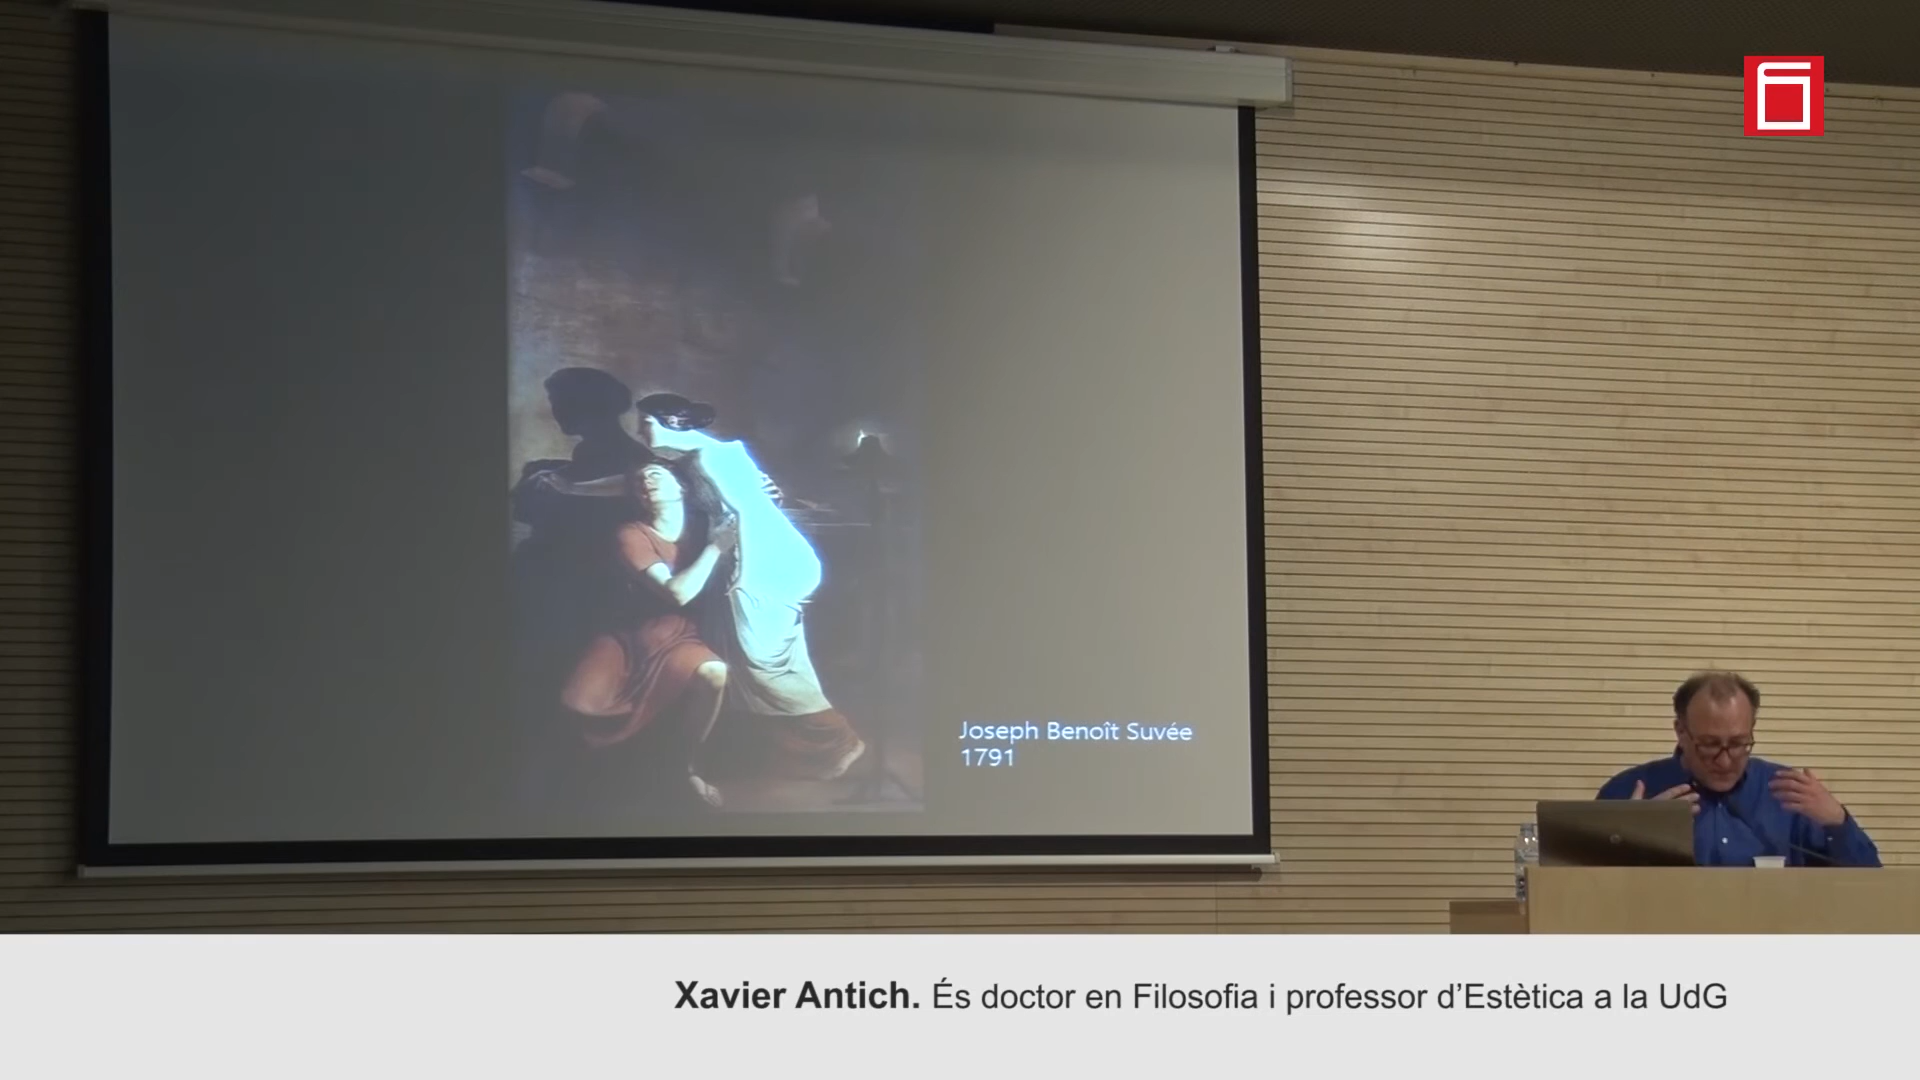 Joseph Benoît Suvée
1791
Xavier Antich. És doctor en Filosofia i professor d’Estètica a la UdG